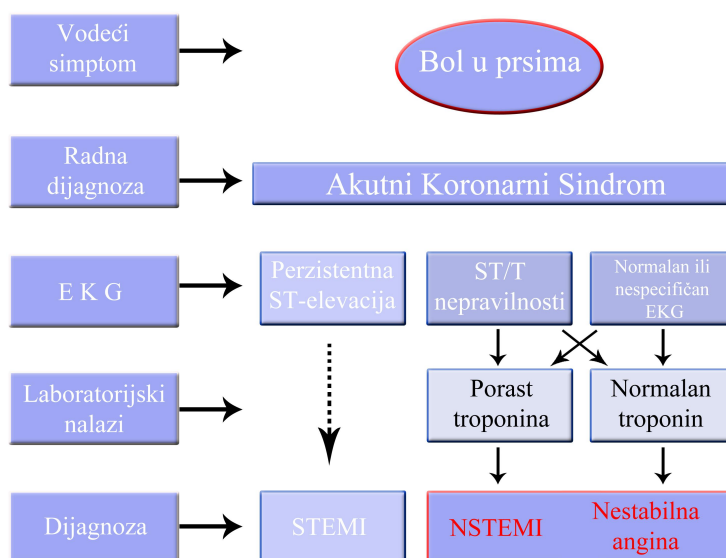 Vodeći
simptom
Bol u prsima
Radna
dijagnoza
Akutni Koronarni Sindrom
E K G
Perzistentna
ST-elevacija
ST/T
nepravilnosti
Normalan ili
nespecifičan
EKG
Laboratorijski
nalazi
Porast
troponina
Normalan
troponin
Dijagnoza
STEMI
NSTEMI
Nestabilna
angina